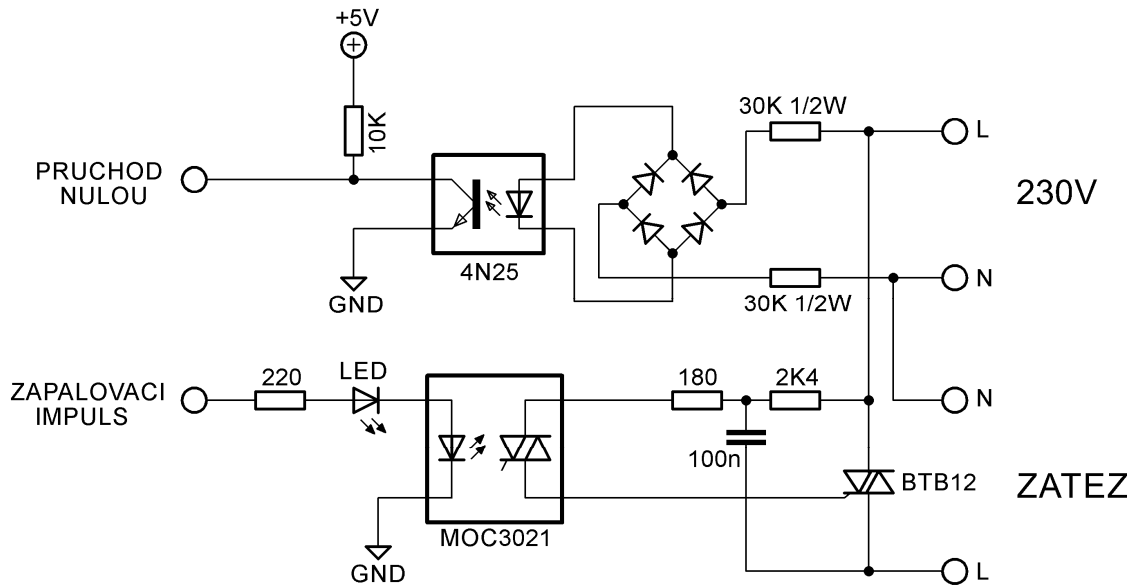 +5V
10K
PRUCHOD
NULOU
4N25
GND
30K 1/2W
L
230V
30K 1/2W
N
ZAPALOVACI
IMPULS
220
LED
MOC3021
GND
180
2K4
100n
N
BTB12
ZATEZ
L